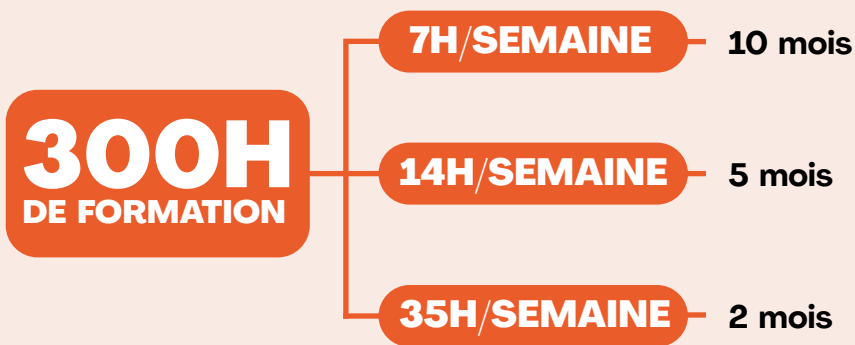 300H
DE FORMATION
7H/SEMAINE
10 mois
14H/SEMAINE
5 mois
35H/SEMAINE
2 mois